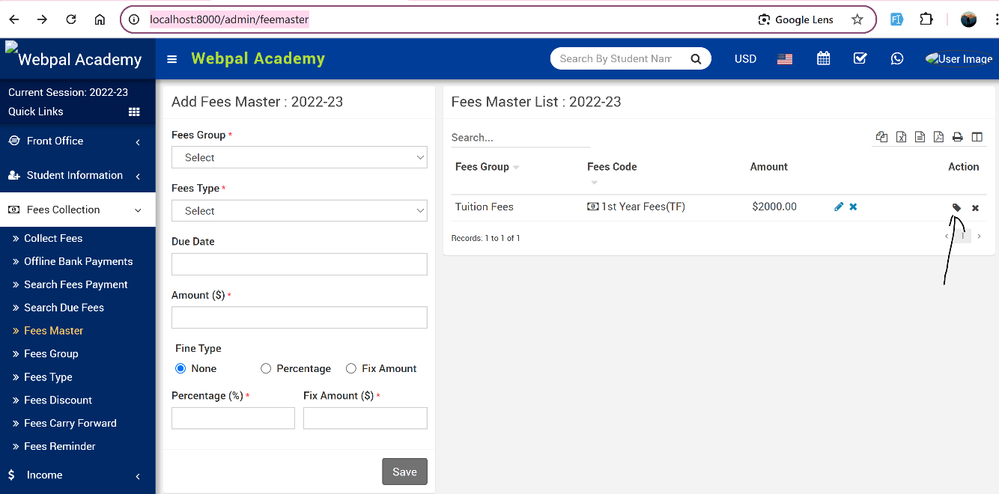 localhost:8000/admin/feemaster
Google Lens
Webpal Academy
Webpal Academy
Search By Student Nam
USD
User Image
Current Session: 2022-23
Quick Links
Front Office
Student Information
Fees Collection
» Collect Fees
» Offline Bank Payments
» Search Fees Payment
» Search Due Fees
» Fees Master
» Fees Group
» Fees Type
» Fees Discount
» Fees Carry Forward
» Fees Reminder
$ Income
Add Fees Master : 2022-23
Fees Group *
Select
Fees Type *
Select
Due Date
Amount ($) *
Fine Type
None Percentage Fix Amount
Percentage (%) * Fix Amount ($) *
Save
Fees Master List : 2022-23
Search...
Fees Group Fees Code Amount Action
Tuition Fees 1st Year Fees(TF) $2000.00
Records: 1 to 1 of 1
1